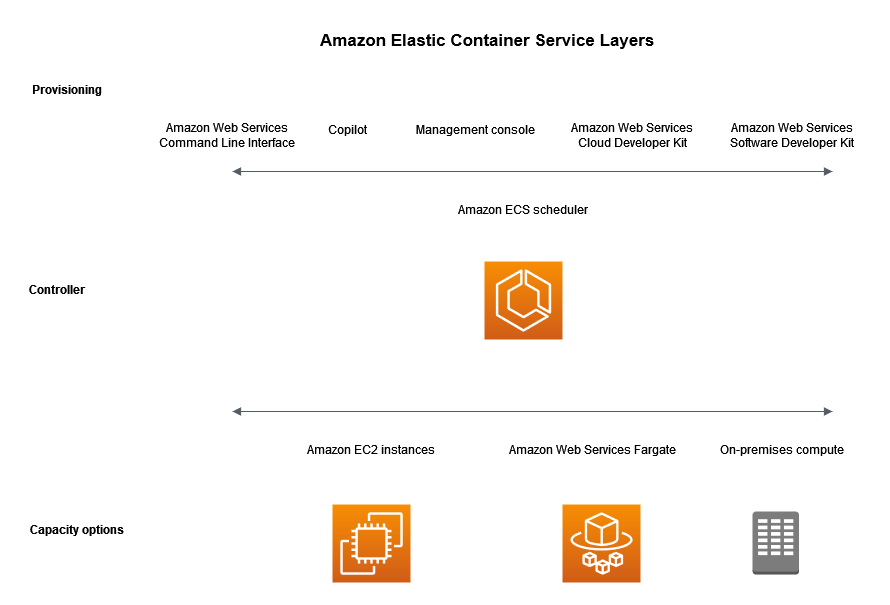 Amazon Elastic Container Service Layers
Provisioning
Amazon Web Services
Command Line Interface
Copilot
Management console
Amazon Web Services
Cloud Developer Kit
Amazon Web Services
Software Developer Kit
Amazon ECS scheduler
Controller
Amazon EC2 instances
Amazon Web Services Fargate
On-premises compute
Capacity options